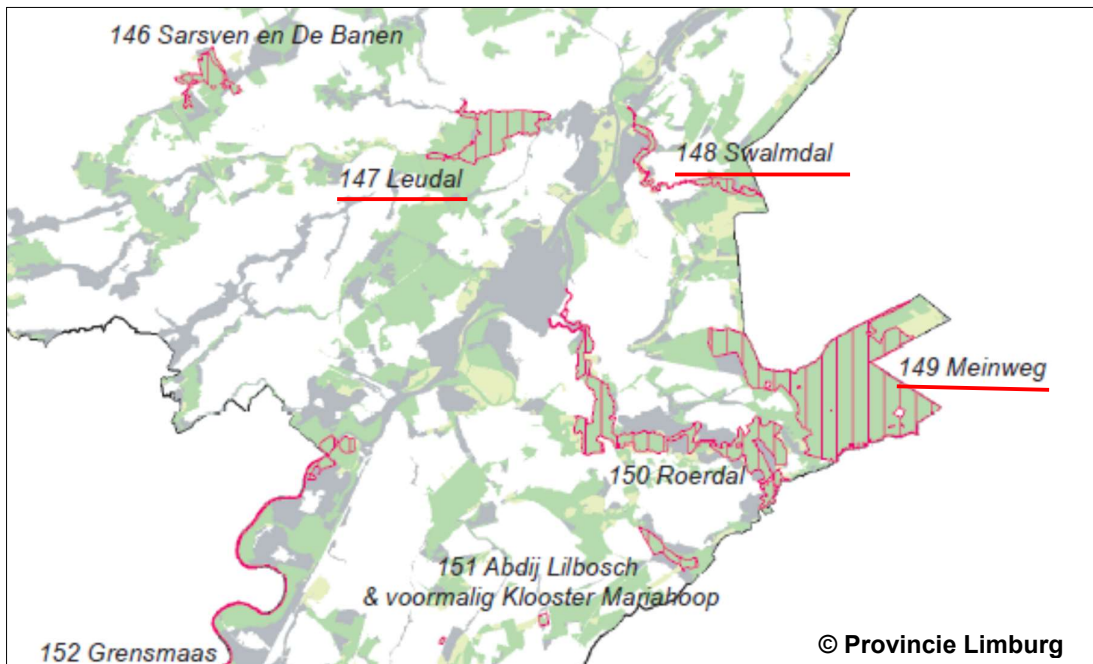 146 Sarsven en De Banen
148 Swalmdal
147 Leudal
149 Meinweg
150 Roerdal
151 Abdij Lilbosch
& voormalig Klooster Mariahoop
152 Grensmaas
© Provincie Limburg